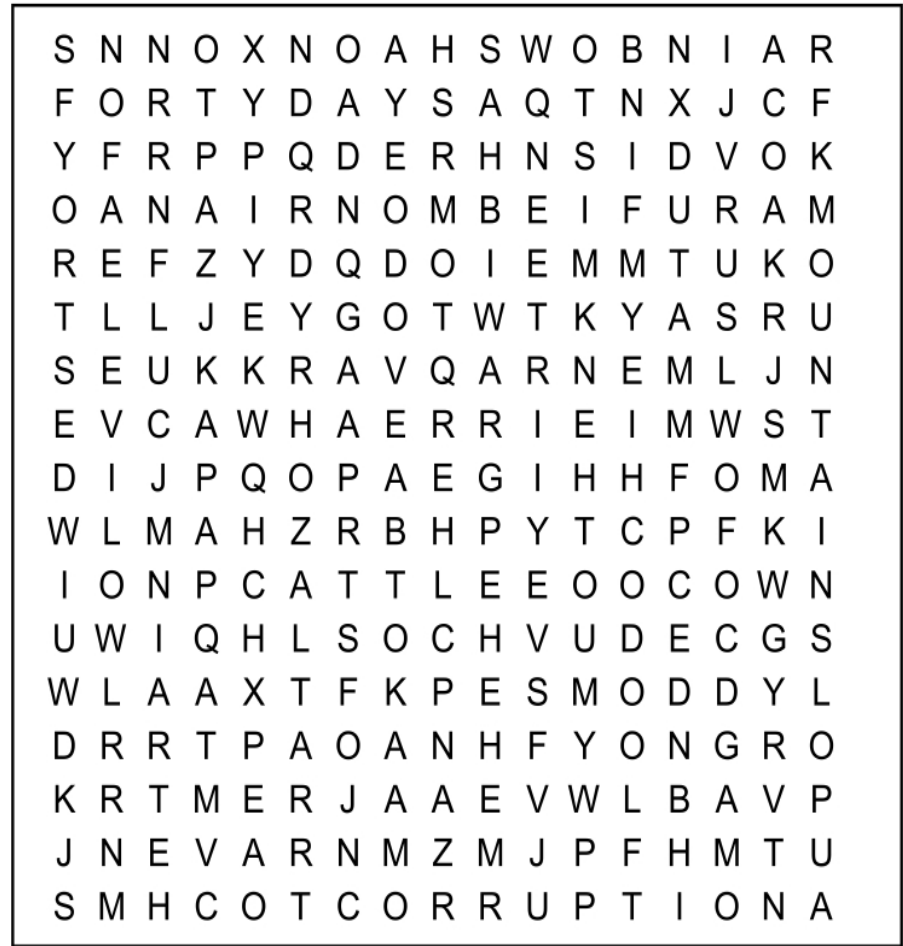 S N N O X N O A H S W O B N I A R
F O R T Y D A Y S A Q T N X J C F
Y F R P P Q D E R H N S I D V O K
O A N A I R N O M B E I F U R A M
R E F Z Y D Q D O I E M M T U K O
T L L J E Y G O T W T K Y A S R U
S E U K K R A V Q A R N E M L J N
E V C A W H A E R R I E I M W S T
D I J P Q O P A E G I H H F O M A
W L M A H Z R B H P Y T C P F K I
I O N P C A T T L E E O O C O W N
U W I Q H L S O C H V U D E C G S
W L A A X T F K P E S M O D D Y L
D R R T P A O A N H F Y O N G R O
K R T M E R J A A E V W L B A V P
J N E V A R N M Z M J P F H M T U
S M H C O T C O R R U P T I O N A